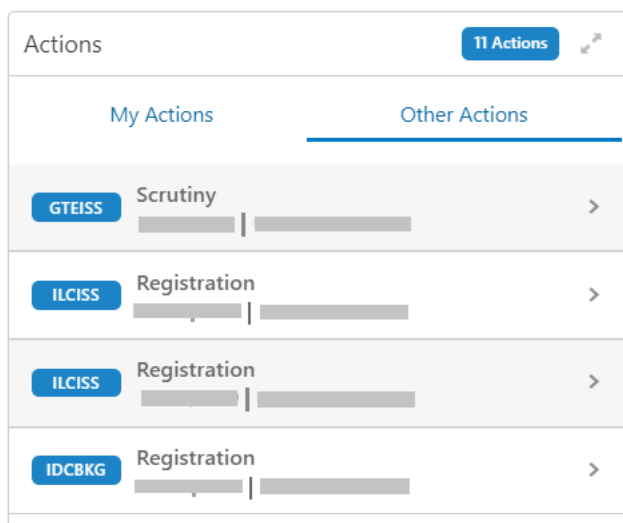 Actions 11 Actions
My Actions Other Actions
GTEISS Scrutiny
ILCISS Registration
ILCISS Registration
IDCBKG Registration